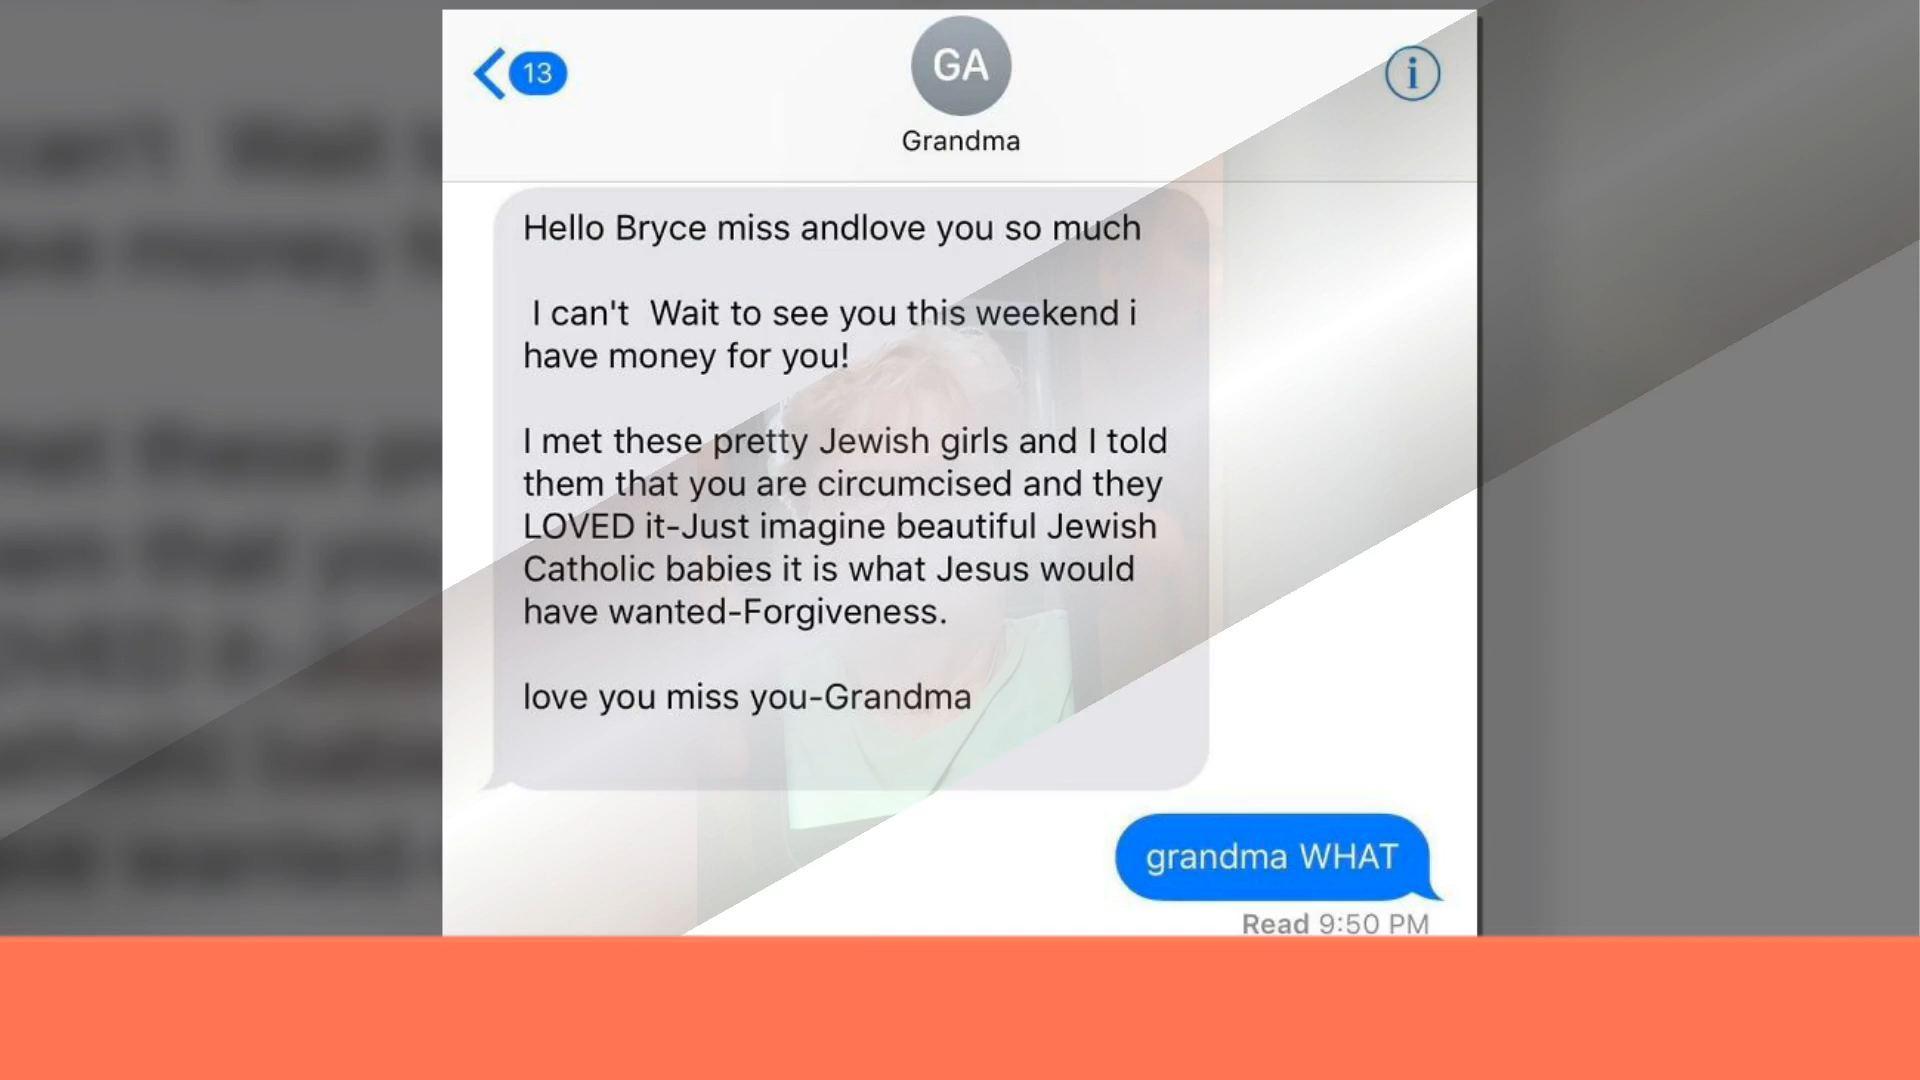 13
GA
Grandma
Hello Bryce miss andlove you so much
I can't  Wait to see you this weekend i
have money for you!
I met these pretty Jewish girls and I told
them that you are circumcised and they
LOVED it-Just imagine beautiful Jewish
Catholic babies it is what Jesus would
have wanted-Forgiveness.
love you miss you-Grandma
grandma WHAT
Read 9:50 PM